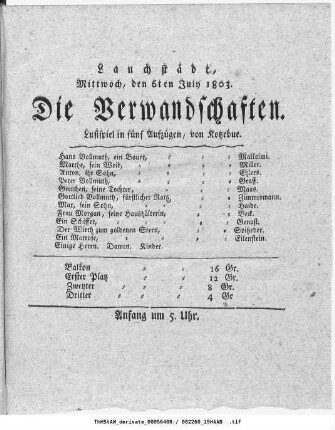 Lauchstädt,
Mittwoch, den 6ten July 1803.
Die Verwandschaften.
Lustspiel in fünf Aufzügen, von Kotzebue.
Hans Vollmuth, ein Bauer, Malkolmi.
Marthe, sein Weib, Miller.
Anton, ihr Sohn, Ehlers.
Peter Vollmuth, Graff.
Gretchen, seine Tochter, Maas.
Gottlieb Vollmuth, fürstlicher Rath, Zimmermann.
Max, sein Sohn, Haide.
Frau Morgan, seine Haushälterin, Beck.
Ein Schäffer, Genast.
Der Wirth zum goldenen Stern, Spitzeder.
Ein Matrose, Eilenstein.
Einige Herrn. Damen. Kinder.
Balkon 16 Gr.
Erster Platz 12 Gr.
Zweyter 8 Gr.
Dritter 4 Gr
Anfang um 5. Uhr.
ThHStAW_derivate_00056408 / 002260_19HAAB .tif